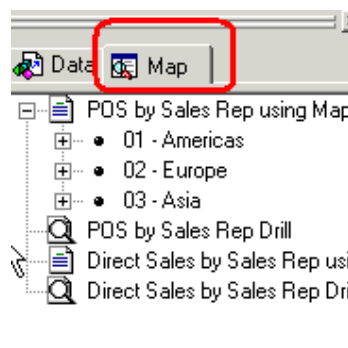 Data Map
POS by Sales Rep using Map
01 - Americas
02 - Europe
03 - Asia
POS by Sales Rep Drill
Direct Sales by Sales Rep usi
Direct Sales by Sales Rep Dri